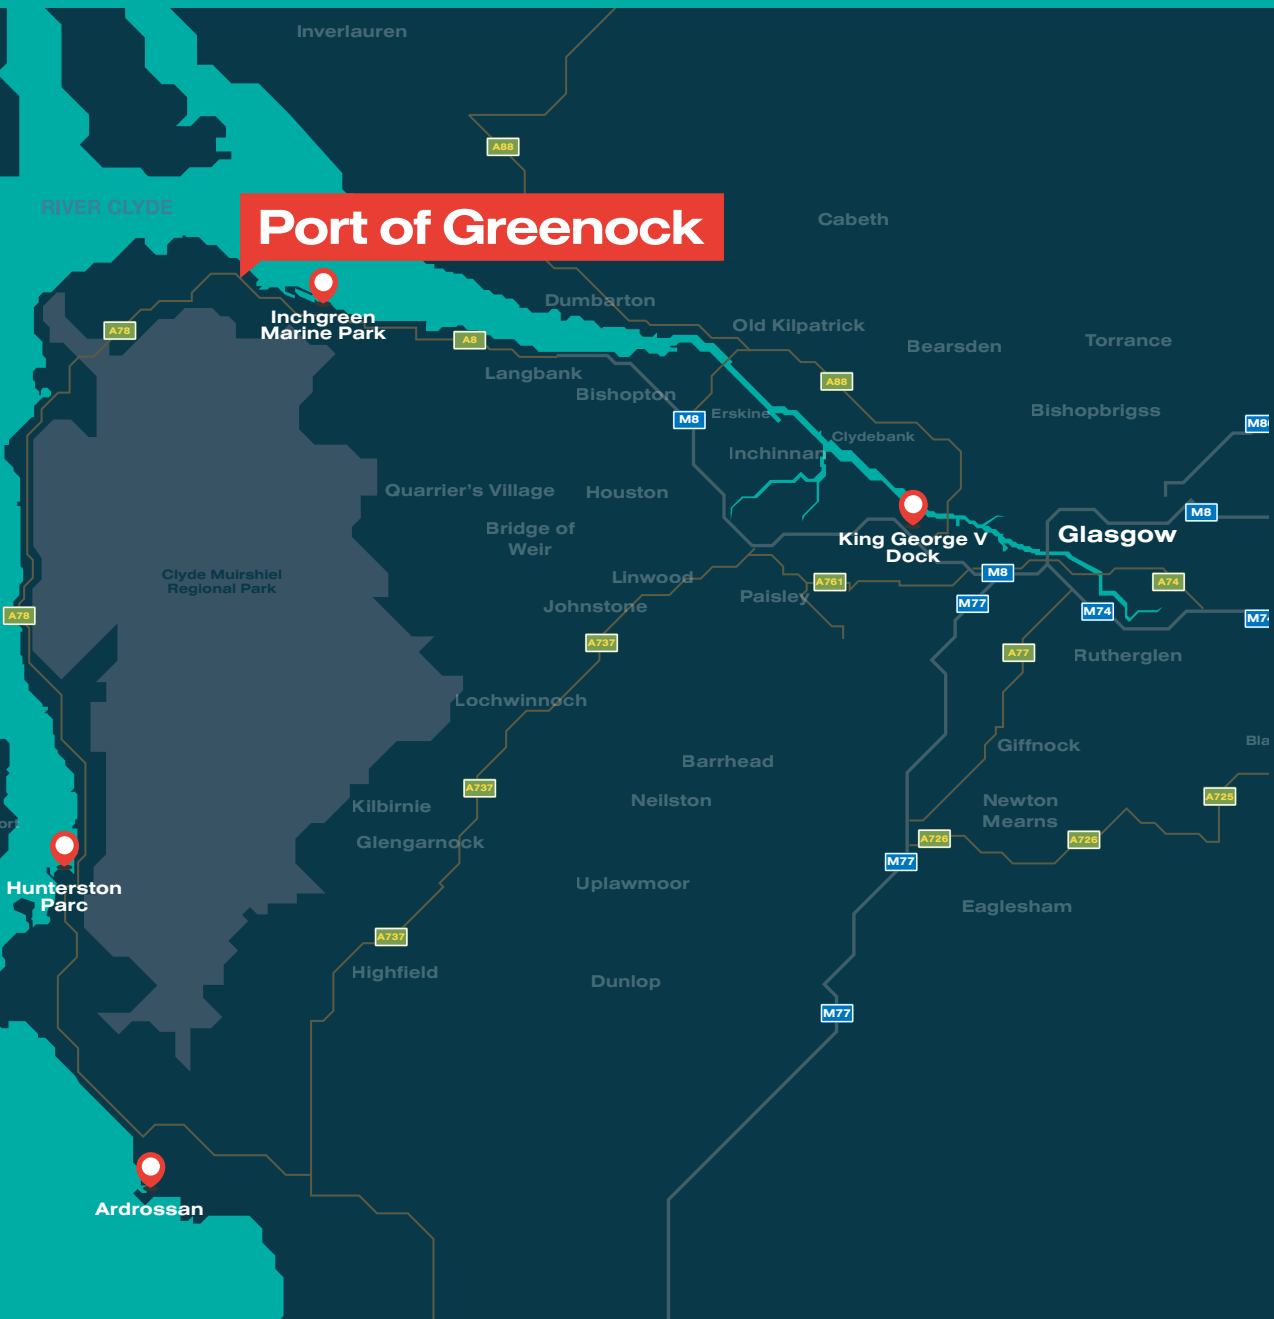 Inverlauren
A88
RIVER CLYDE
Port of Greenock
Cabeth
Inchgreen
Marine Park
Dumbarton
Old Kilpatrick
A78
A8
Bearsden
Torrance
Langbank
Bishopton
A88
M8
Erskine
Bishopbrigss
Clydebank
Inchinnan
Quarrier's Village
Houston
M8
Bridge of
Weir
King George V
Dock
Glasgow
Clyde Muirshiel
Regional Park
Linwood
M8
A761
A74
Paisley
Johnstone
M77
M74
A78
A737
A77
Rutherglen
Lochwinnoch
Giffnock
Barrhead
A737
A725
Kilbirnie
Neilston
Newton
Mearns
Glengarnock
A726
A726
M77
Hunterston
Parc
Uplawmoor
Eaglesham
A737
Highfield
Dunlop
M77
Ardrossan